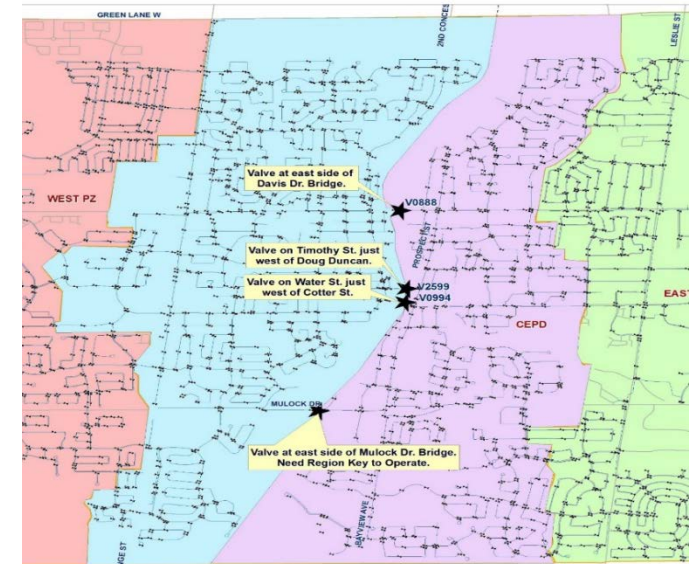 GREEN LANE W
2ND CONCES
LESLIE ST
Valve at east side of
Davis Dr. Bridge.
WEST PZ
V0888
PROSPECT ST
Valve on Timothy St. just
west of Doug Duncan.
V2599
Valve on Water St. just
west of Cotter St.
V0994
EAST
CEPD
MULOCK DR
Valve at east side of Mulock Dr. Bridge.
Need Region Key to Operate.
BAYVIEW AVE
NGE ST